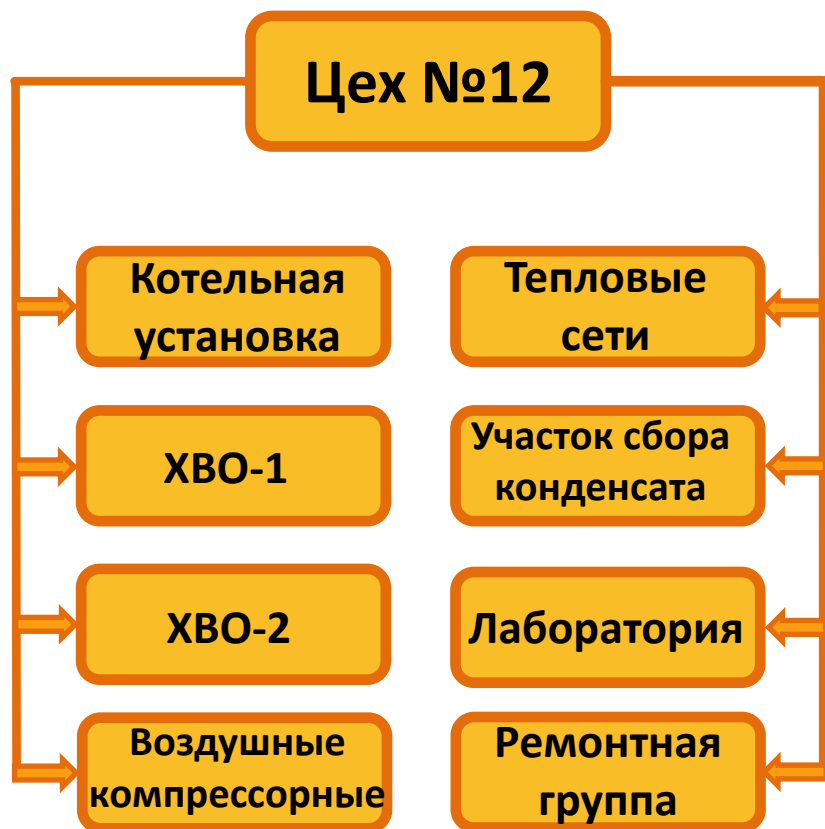 Цех №12
Котельная
установка
ХВО-1
ХВО-2
Воздушные
компрессорные
Тепловые
сети
Участок сбора
конденсата
Лаборатория
Ремонтная
группа